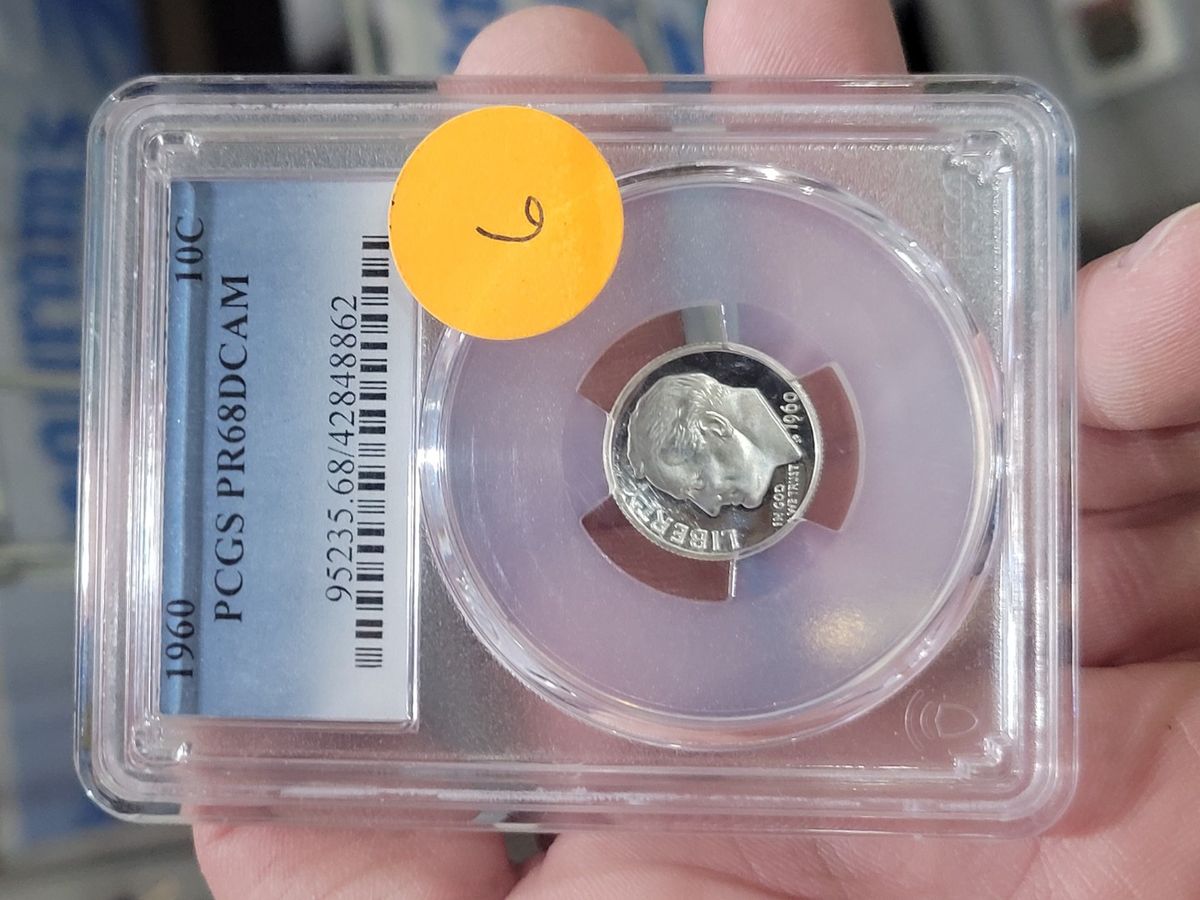 1960 10C
PCGS PR68DCAM
95235.68/42848862
6
LIBERTY
IN GOD
WE TRUST
1960